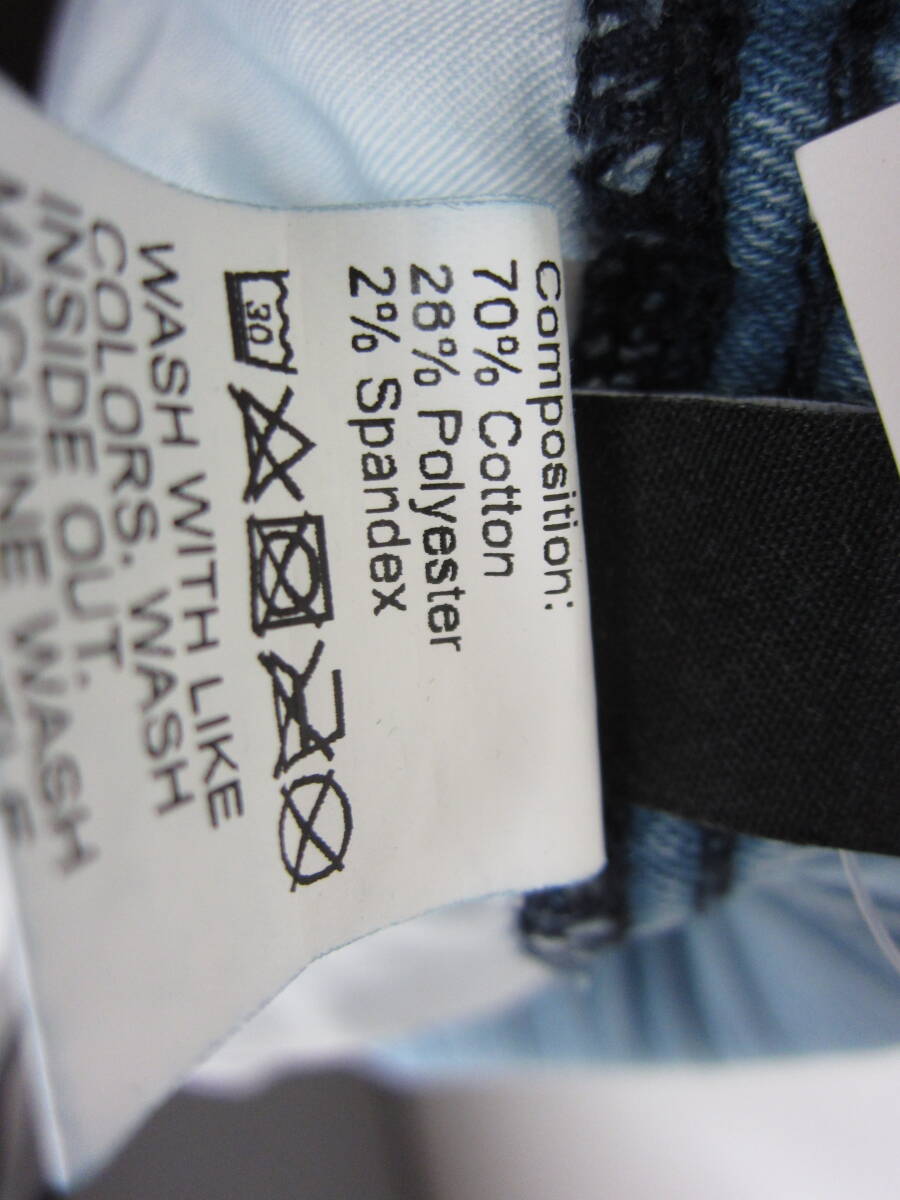 Composition:
70% Cotton
28% Polyester
2% Spandex
30
WASH WITH LIKE
COLORS. WASH
INSIDE OUT.
MACHINE WASH